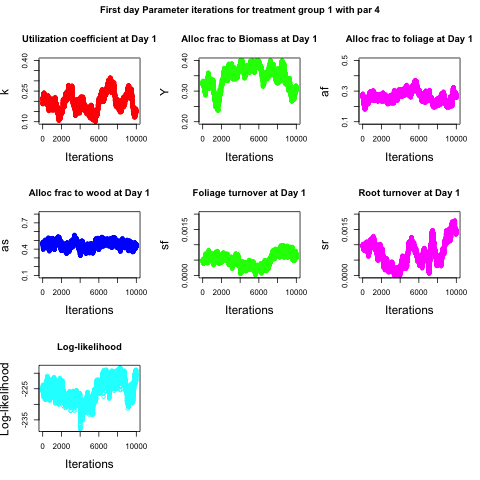 First day Parameter iterations for treatment group 1 with par 4
Utilization coefficient at Day 1
k
0.10 0.25 0.40
0 2000 6000 10000
Iterations
Alloc frac to Biomass at Day 1
Y
0.20 0.30 0.40
0 2000 6000 10000
Iterations
Alloc frac to foliage at Day 1
af
0.1 0.3 0.5
0 2000 6000 10000
Iterations
Alloc frac to wood at Day 1
as
0.1 0.4 0.7
0 2000 6000 10000
Iterations
Foliage turnover at Day 1
sf
0.0000 0.0015
0 2000 6000 10000
Iterations
Root turnover at Day 1
sr
0.0000 0.0015
0 2000 6000 10000
Iterations
Log-likelihood
Log-likelihood
-235 -225
0 2000 6000 10000
Iterations